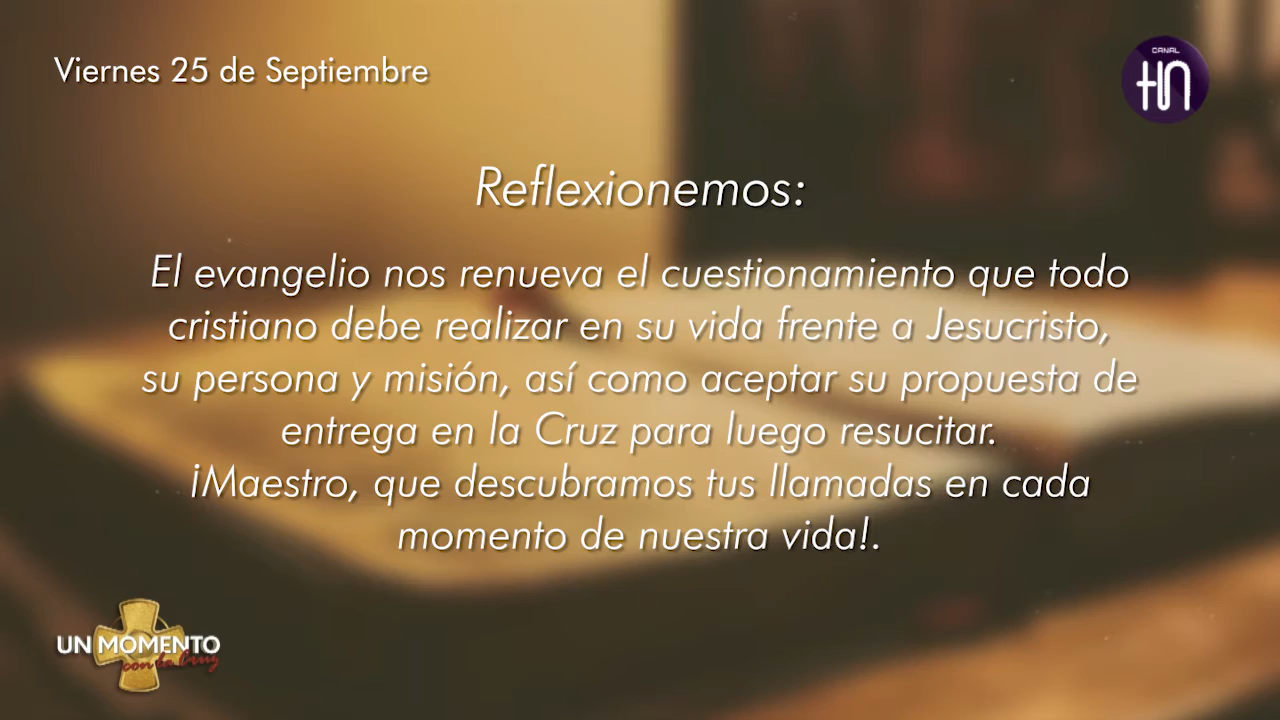 Viernes 25 de Septiembre
CANAL
Reflexionemos:
El evangelio nos renueva el cuestionamiento que todo
cristiano debe realizar en su vida frente a Jesucristo,
su persona y misión, así como aceptar su propuesta de
entrega en la Cruz para luego resucitar.
¡Maestro, que descubramos tus llamadas en cada
momento de nuestra vida!.
UN MOMENTO
con la Cruz